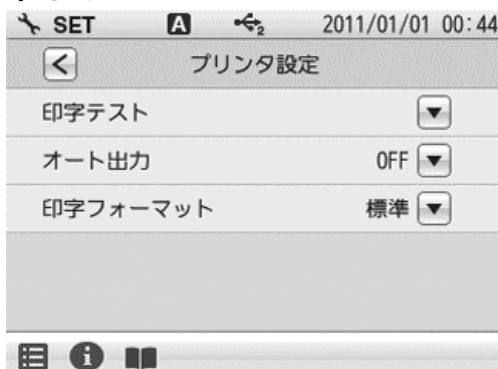 SET A 2 2011/01/01 00:44
プリンタ設定
印字テスト
オート出力 OFF
印字フォーマット 標準